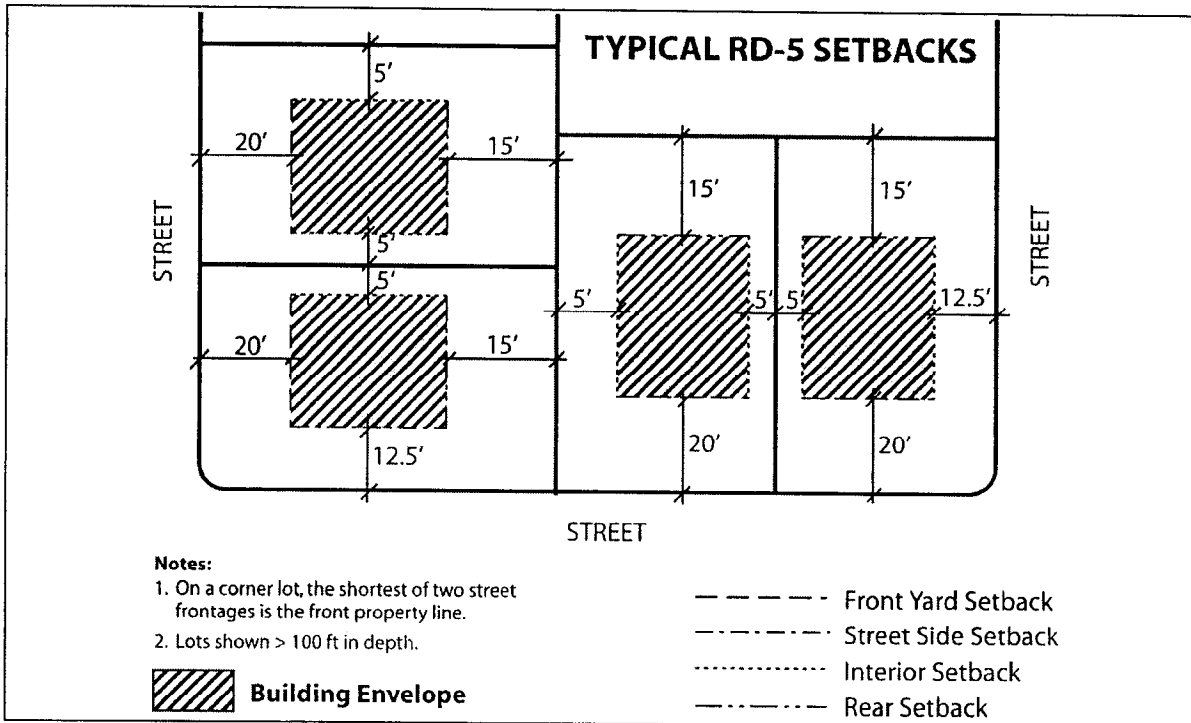 TYPICAL RD-5 SETBACKS
5'
20'
15'
5'
5'
20'
15'
12.5'
15'
15'
5'
5'
5'
12.5'
20'
20'
STREET
STREET
STREET
Notes:
1. On a corner lot, the shortest of two street
frontages is the front property line.
2. Lots shown > 100 ft in depth.
Building Envelope
Front Yard Setback
Street Side Setback
Interior Setback
Rear Setback